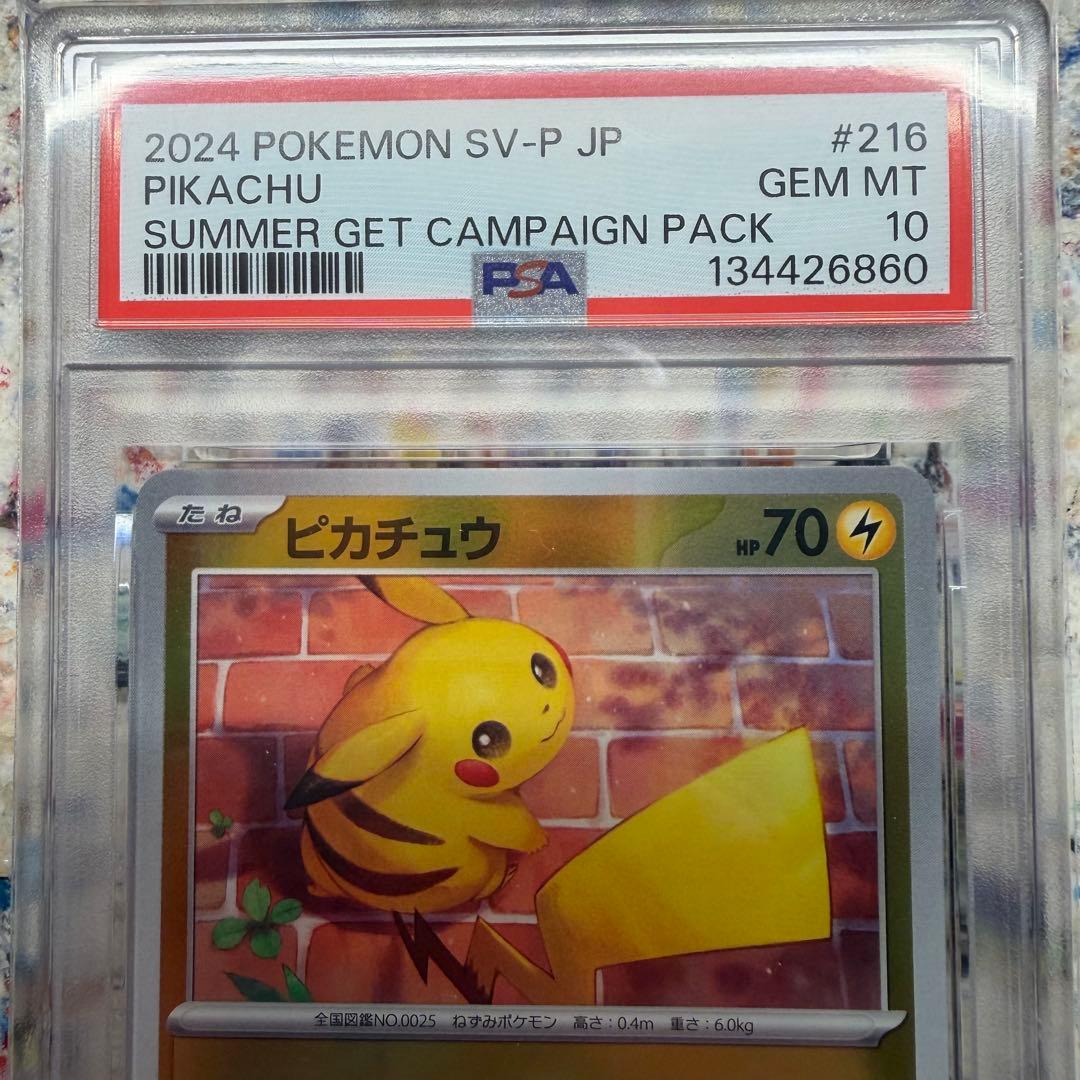 2024 POKEMON SV-P JP #216
PIKACHU GEM MT
SUMMER GET CAMPAIGN PACK 10
PSA 134426860
たね ピカチュウ HP70
全国図鑑NO.0025 ねずみポケモン 高さ:0.4m 重さ:6.0kg